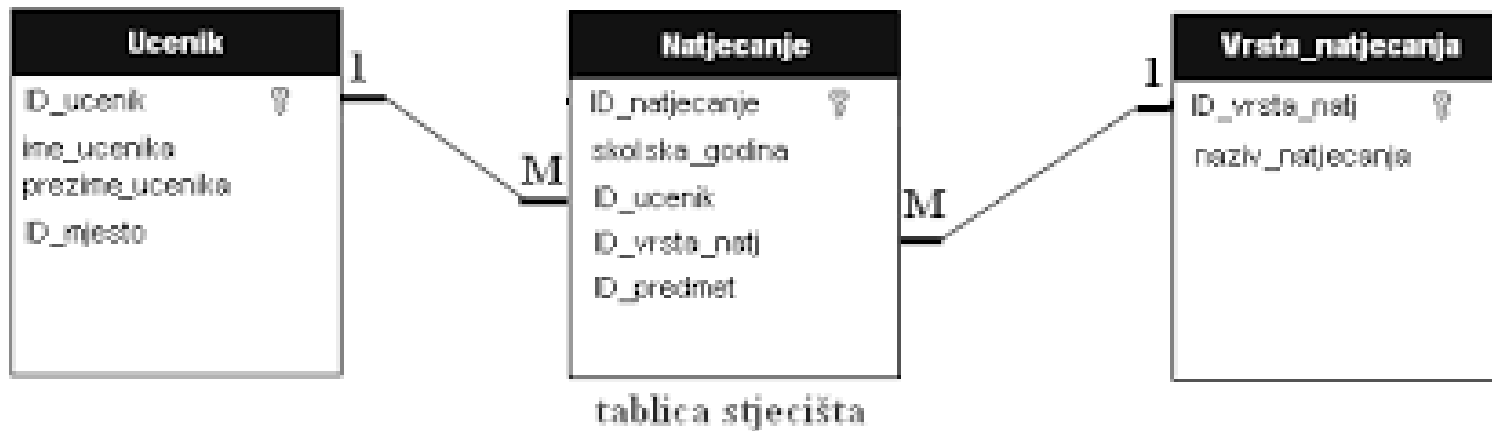 Ucenik
ID_ucenik
ime_ucenika
prezime_ucenika
ID_mjesto
1
M
Natjecanje
ID_natjecanje
skolska_godina
ID_ucenik
ID_vrsta_natj
ID_predmet
M
1
Vrsta_natjecanja
ID_vrsta_natj
naziv_natjecanja
tablica stjecišta